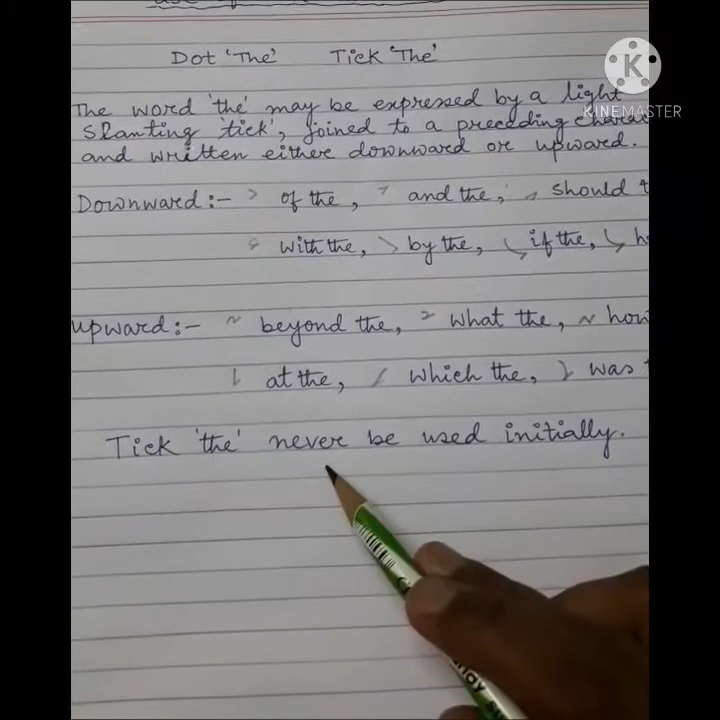 Dot 'The' Tick 'The'
K
KINEMASTER
The word 'the' may be expressed by a light
slanting 'tick', joined to a preceding charac
and written either downward or upward.
Downward:- of the, and the, should t
with the, by the, if the, h
upward:- beyond the, what the, how
at the, which the, was t
Tick 'the' never be used initially.